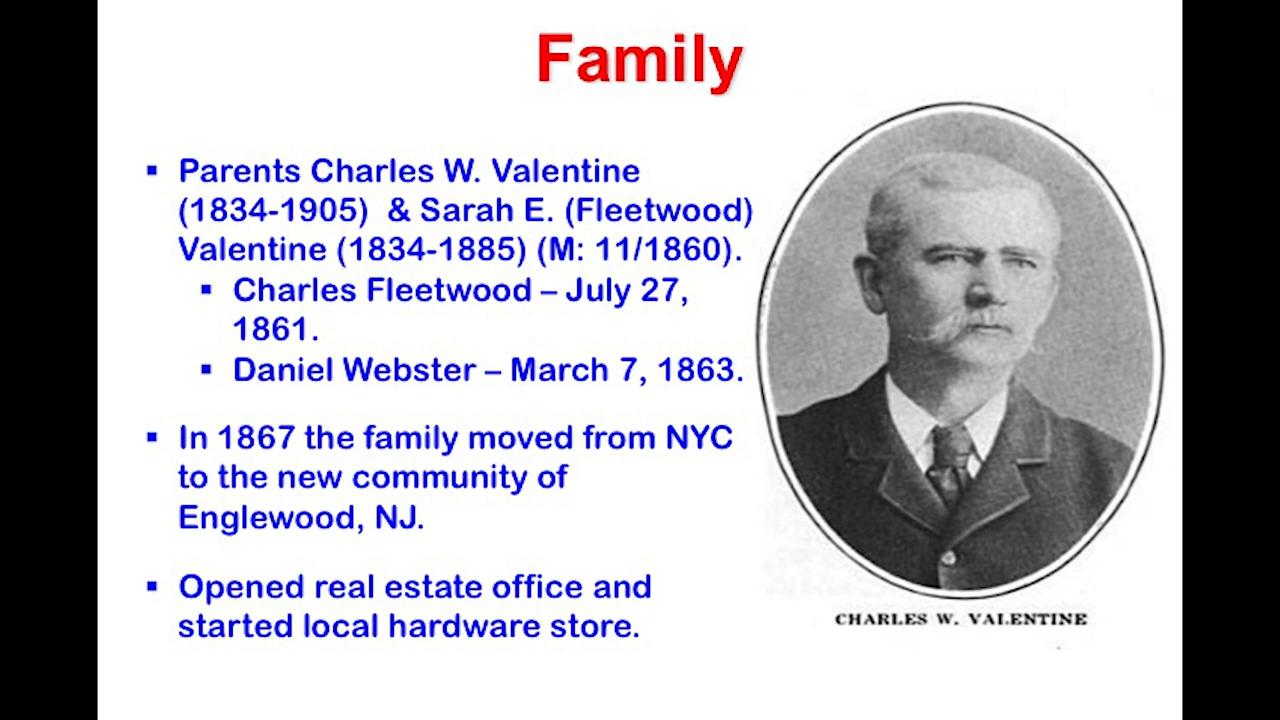 Family
▪ Parents Charles W. Valentine
(1834-1905) & Sarah E. (Fleetwood)
Valentine (1834-1885) (M: 11/1860).
▪ Charles Fleetwood – July 27,
1861.
▪ Daniel Webster – March 7, 1863.
▪ In 1867 the family moved from NYC
to the new community of
Englewood, NJ.
▪ Opened real estate office and
started local hardware store.
CHARLES W. VALENTINE